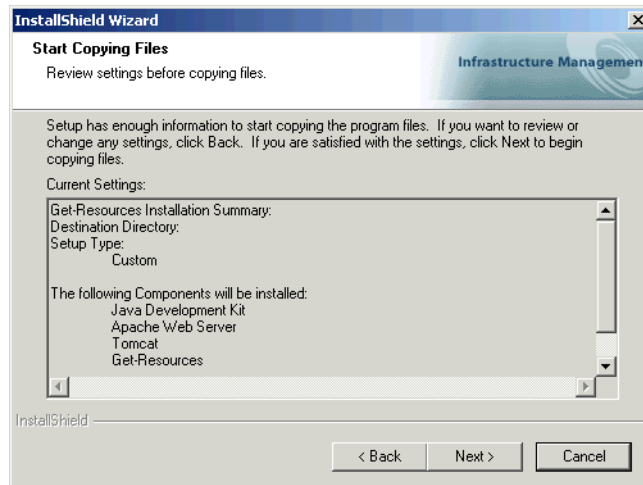 InstallShield Wizard
Start Copying Files
Review settings before copying files.
Infrastructure Managemen
Setup has enough information to start copying the program files. If you want to review or
change any settings, click Back. If you are satisfied with the settings, click Next to begin
copying files.
Current Settings:
Get-Resources Installation Summary:
Destination Directory:
Setup Type:
Custom
The following Components will be installed:
Java Development Kit
Apache Web Server
Tomcat
Get-Resources
InstallShield
< Back
Next >
Cancel